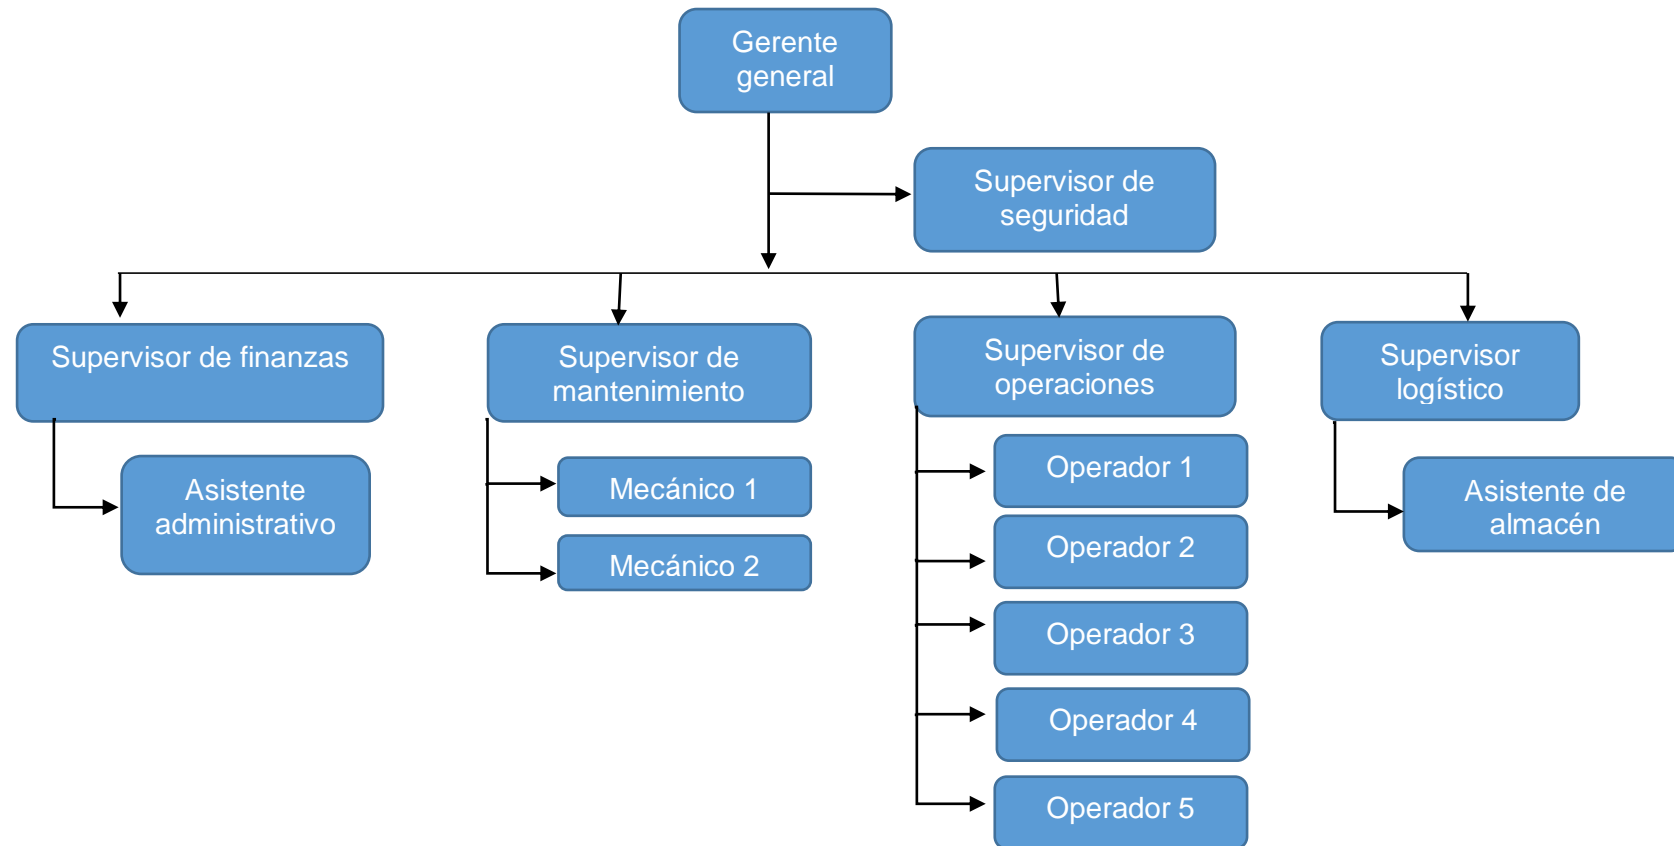 Gerente
general
Supervisor de
seguridad
Supervisor de finanzas
Supervisor de
mantenimiento
Supervisor de
operaciones
Supervisor
logístico
Asistente
administrativo
Mecánico 1
Mecánico 2
Operador 1
Operador 2
Operador 3
Operador 4
Operador 5
Asistente de
almacén